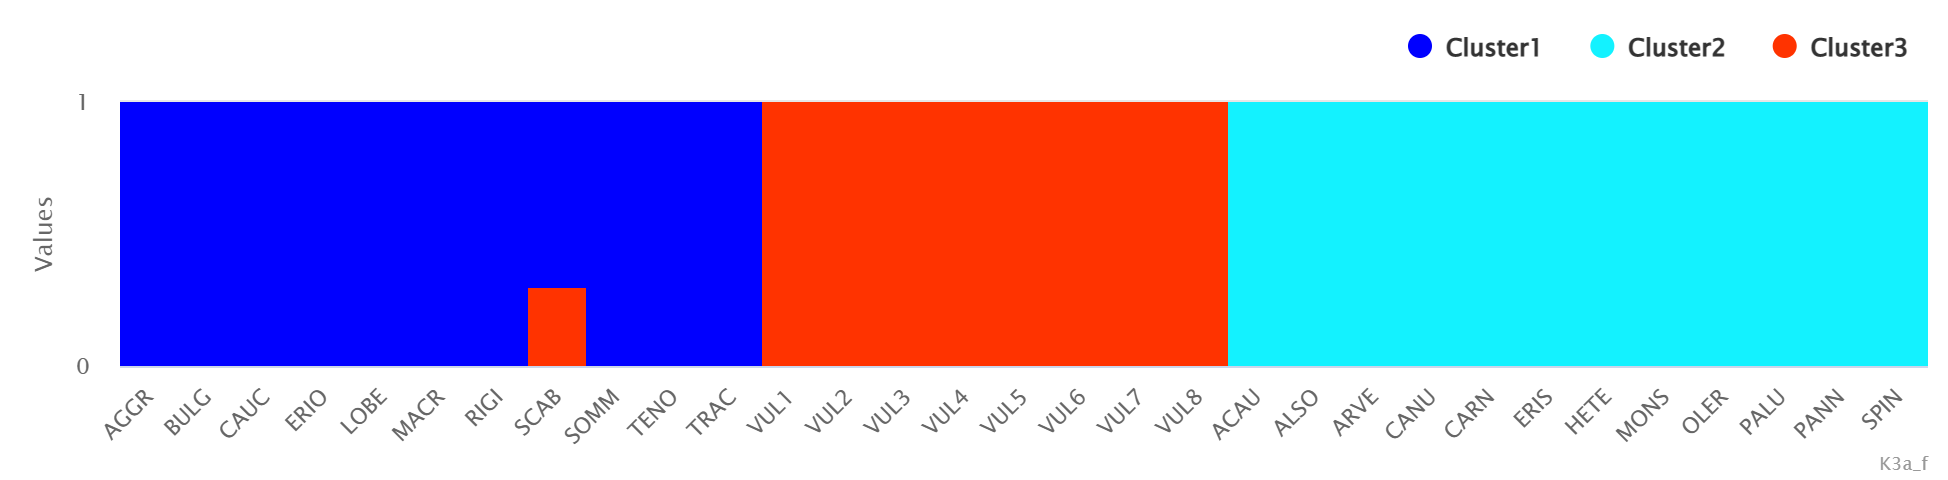 Cluster1 Cluster2 Cluster3
1
Values
0
AGGR BULG CAUC ERIO LOBE MACR RIGI SCAB SOMM TENO TRAC VUL1 VUL2 VUL3 VUL4 VUL5 VUL6 VUL7 VUL8 ACAU ALSO ARVE CANU CARN ERIS HETE MONS OLER PALU PANN SPIN
K3a_f